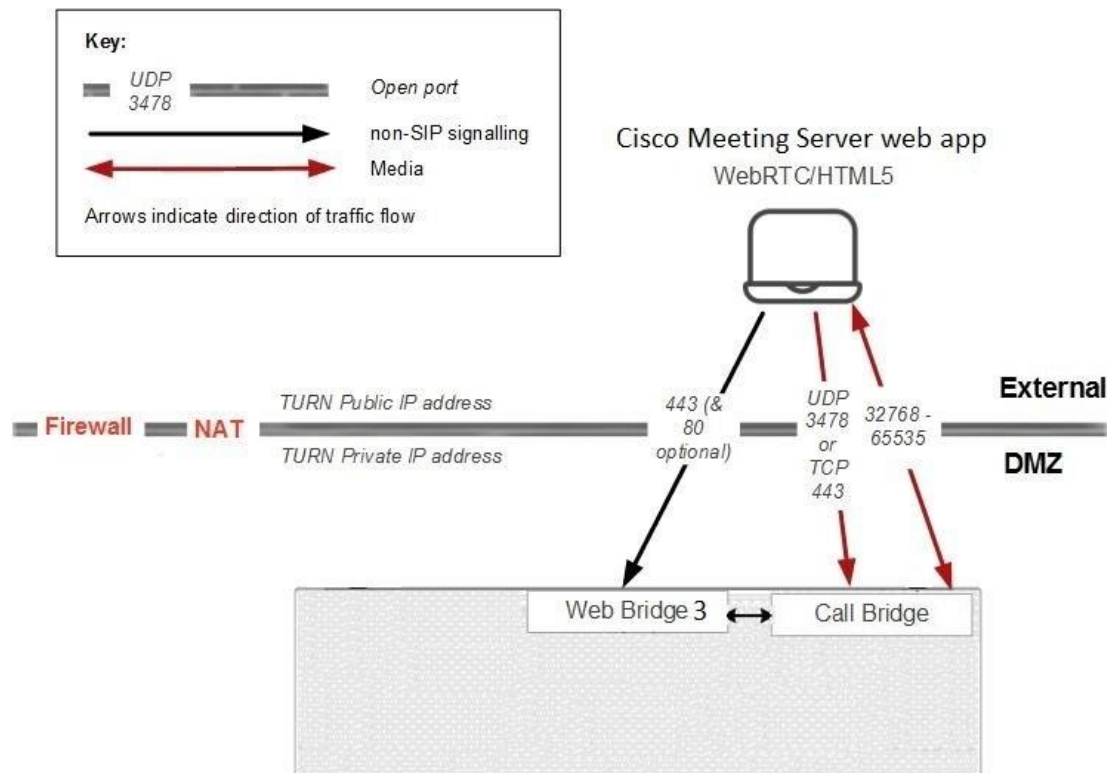 Key:
UDP
3478
Open port
non-SIP signalling
Media
Arrows indicate direction of traffic flow
Cisco Meeting Server web app
WebRTC/HTML5
Firewall
NAT
TURN Public IP address
TURN Private IP address
443 (&
80
optional)
UDP
3478
or
TCP
443
32768 -
65535
External
DMZ
Web Bridge 3
Call Bridge